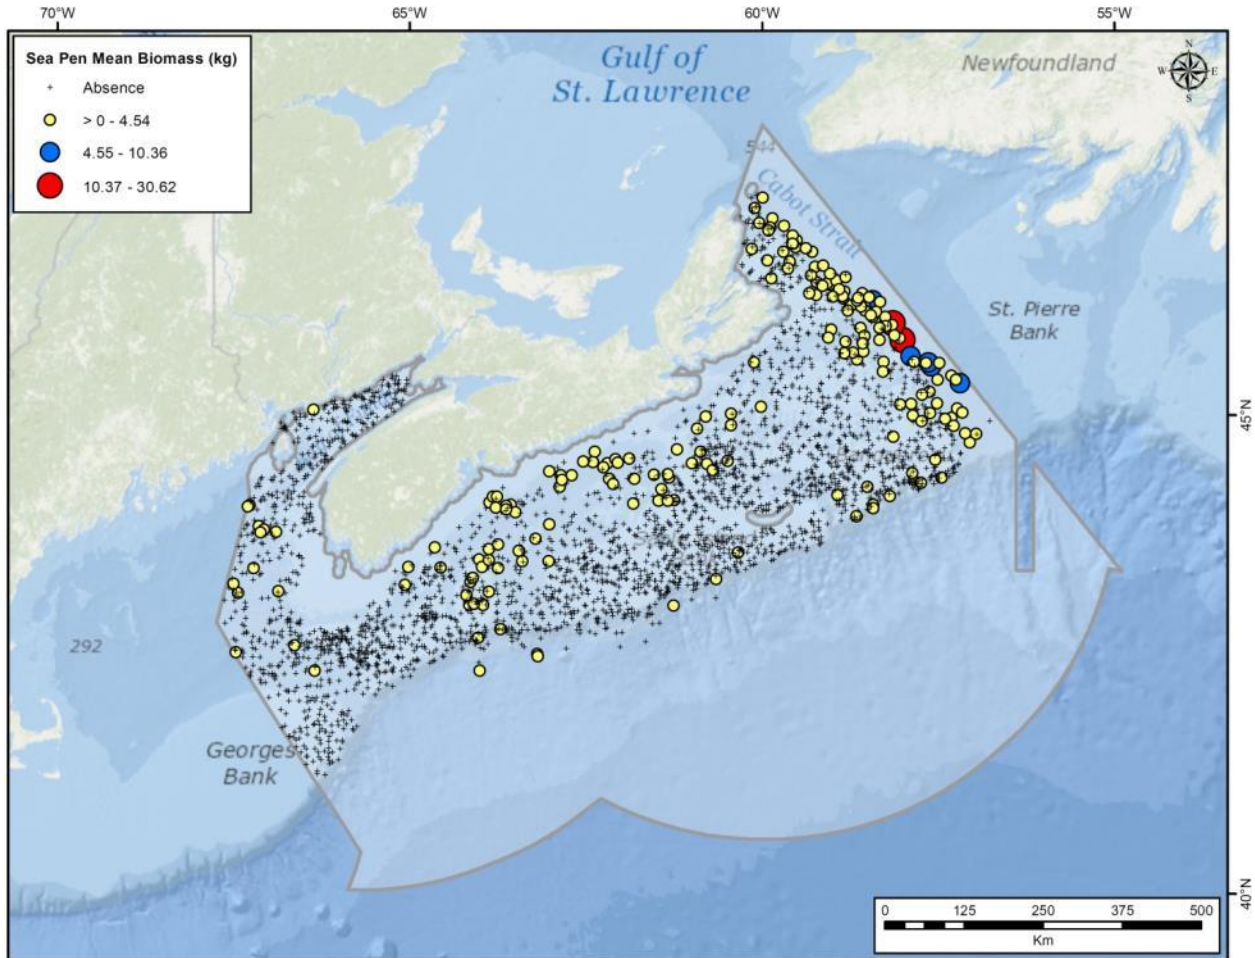 70°W 65°W 60°W 55°W
Sea Pen Mean Biomass (kg)
Absence
> 0 - 4.54
4.55 - 10.36
10.37 - 30.62
Gulf of
St. Lawrence
Newfoundland
N
W E
S
544
Cabot Strait
St. Pierre
Bank
45°N
292
Georges
Bank
40°N
0 125 250 375 500
Km